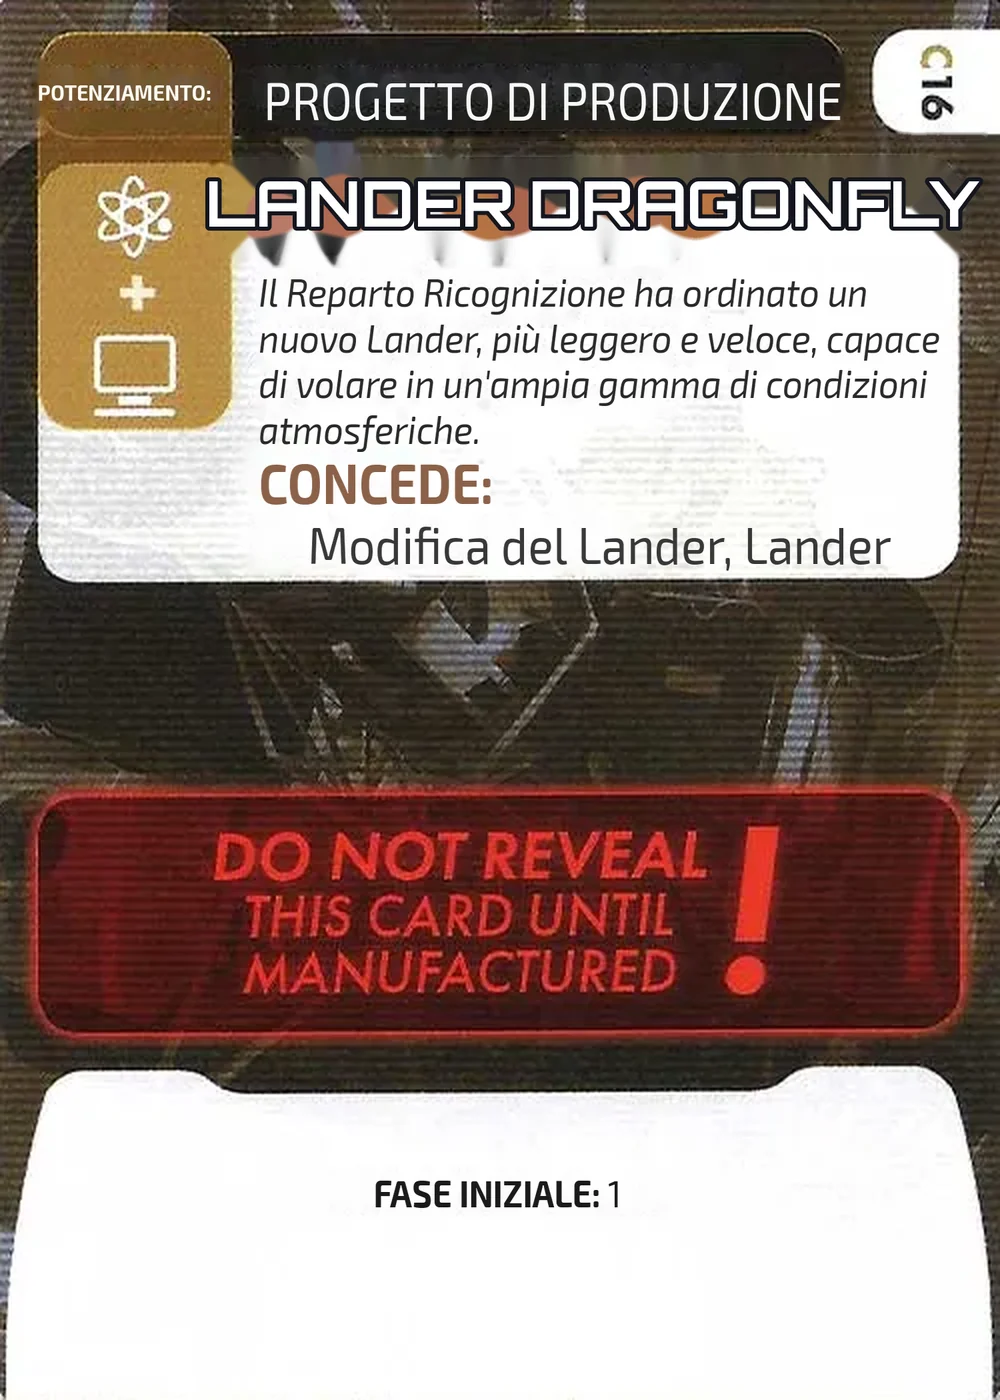 POTENZIAMENTO:
PROGETTO DI PRODUZIONE
C16
LANDER DRAGONFLY
Il Reparto Ricognizione ha ordinato un
nuovo Lander, più leggero e veloce, capace
di volare in un'ampia gamma di condizioni
atmosferiche.
CONCEDE:
Modifica del Lander, Lander
DO NOT REVEAL
THIS CARD UNTIL
MANUFACTURED
!
FASE INIZIALE: 1